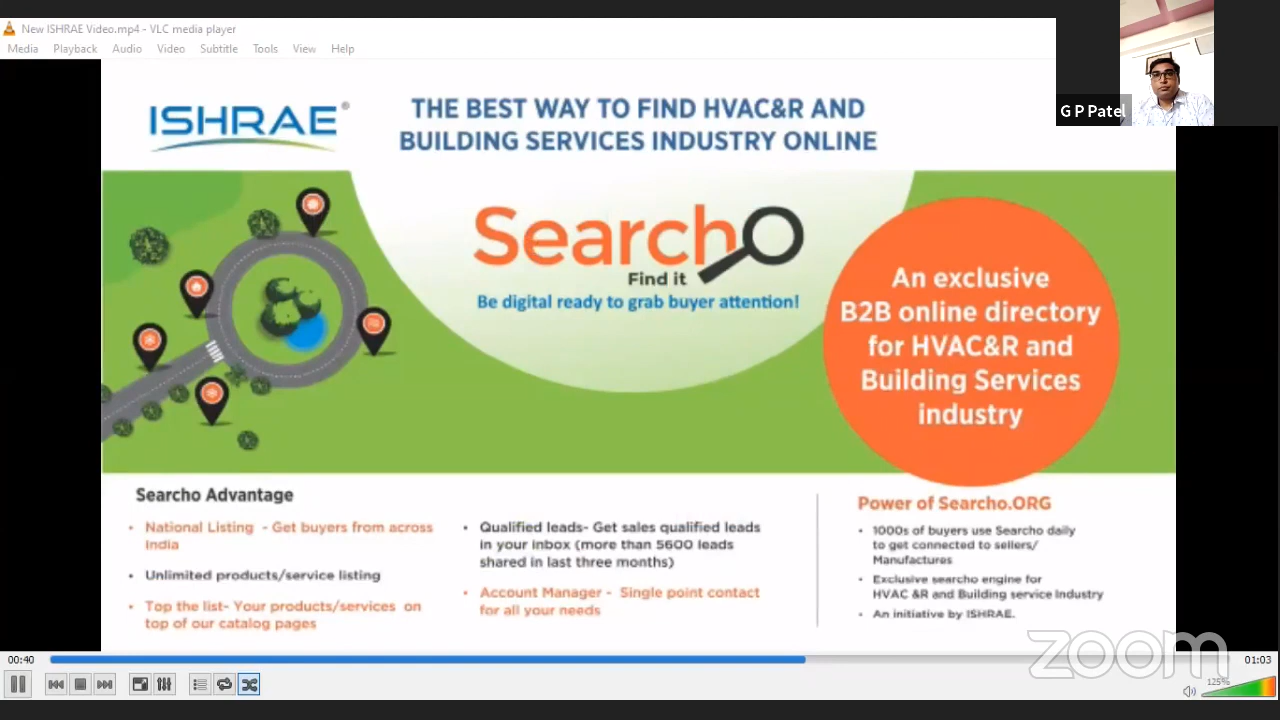 New ISHRAE Video.mp4 - VLC media player
Media Playback Audio Video Subtitle Tools View Help
G P Patel
ISHRAE®
THE BEST WAY TO FIND HVAC&R AND
BUILDING SERVICES INDUSTRY ONLINE
SearchO
Find it
Be digital ready to grab buyer attention!
An exclusive
B2B online directory
for HVAC&R and
Building Services
industry
Searcho Advantage
• National Listing - Get buyers from across
India
• Unlimited products/service listing
• Top the list- Your products/services on
top of our catalog pages
• Qualified leads- Get sales qualified leads
in your inbox (more than 5600 leads
shared in last three months)
• Account Manager - Single point contact
for all your needs
Power of Searcho.ORG
• 1000s of buyers use Searcho daily
to get connected to sellers/
Manufactures
• Exclusive searcho engine for
HVAC &R and Building service Industry
• An initiative by ISHRAE.
zoom
00:40
01:03
125%